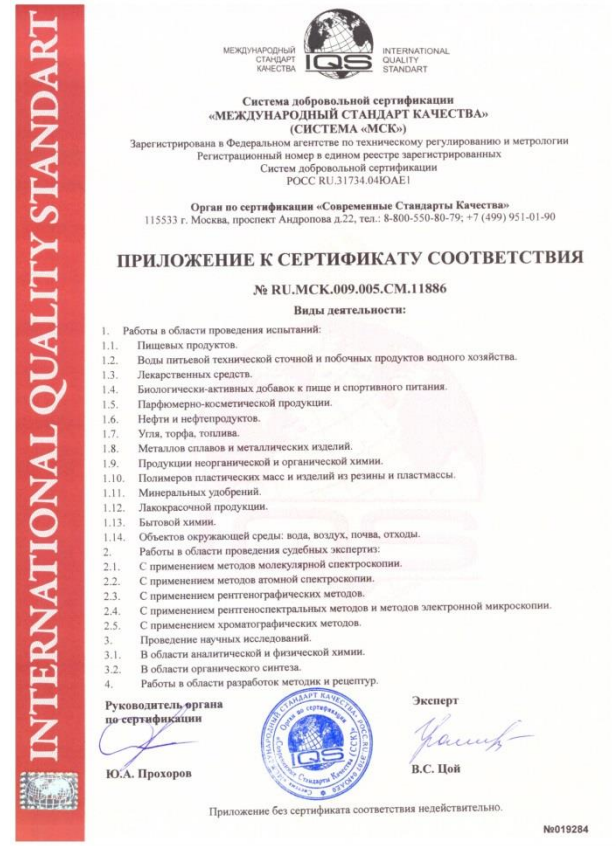 INTERNATIONAL QUALITY STANDART
МЕЖДУНАРОДНЫЙ
СТАНДАРТ
КАЧЕСТВА
IQS
INTERNATIONAL
QUALITY
STANDART
Система добровольной сертификации
«МЕЖДУНАРОДНЫЙ СТАНДАРТ КАЧЕСТВА»
(СИСТЕМА «МСК»)
Зарегистрирована в Федеральном агентстве по техническому регулированию и метрологии
Регистрационный номер в едином реестре зарегистрированных
Систем добровольной сертификации
РОСС RU.31734.04ЮАЕ1
Орган по сертификации «Современные Стандарты Качества»
115533 г. Москва, проспект Андропова д.22, тел.: 8-800-550-80-79; +7 (499) 951-01-90
ПРИЛОЖЕНИЕ К СЕРТИФИКАТУ СООТВЕТСТВИЯ
№ RU.МСК.009.005.СМ.11886
Виды деятельности:
1. Работы в области проведения испытаний:
1.1. Пищевых продуктов.
1.2. Воды питьевой технической сточной и побочных продуктов водного хозяйства.
1.3. Лекарственных средств.
1.4. Биологически-активных добавок к пище и спортивного питания.
1.5. Парфюмерно-косметической продукции.
1.6. Нефти и нефтепродуктов.
1.7. Угля, торфа, топлива.
1.8. Металлов сплавов и металлических изделий.
1.9. Продукции неорганической и органической химии.
1.10. Полимеров пластических масс и изделий из резины и пластмассы.
1.11. Минеральных удобрений.
1.12. Лакокрасочной продукции.
1.13. Бытовой химии.
1.14. Объектов окружающей среды: вода, воздух, почва, отходы.
2. Работы в области проведения судебных экспертиз:
2.1. С применением методов молекулярной спектроскопии.
2.2. С применением методов атомной спектроскопии.
2.3. С применением рентгенографических методов.
2.4. С применением рентгеноспектральных методов и методов электронной микроскопии.
2.5. С применением хроматографических методов.
3. Проведение научных исследований.
3.1. В области аналитической и физической химии.
3.2. В области органического синтеза.
4. Работы в области разработок методик и рецептур.
Руководитель органа
по сертификации
Ю.А. Прохоров
Орган по сертификации
IQS
Современные Стандарты Качества
Эксперт
В.С. Цой
Приложение без сертификата соответствия недействительно.
№019284